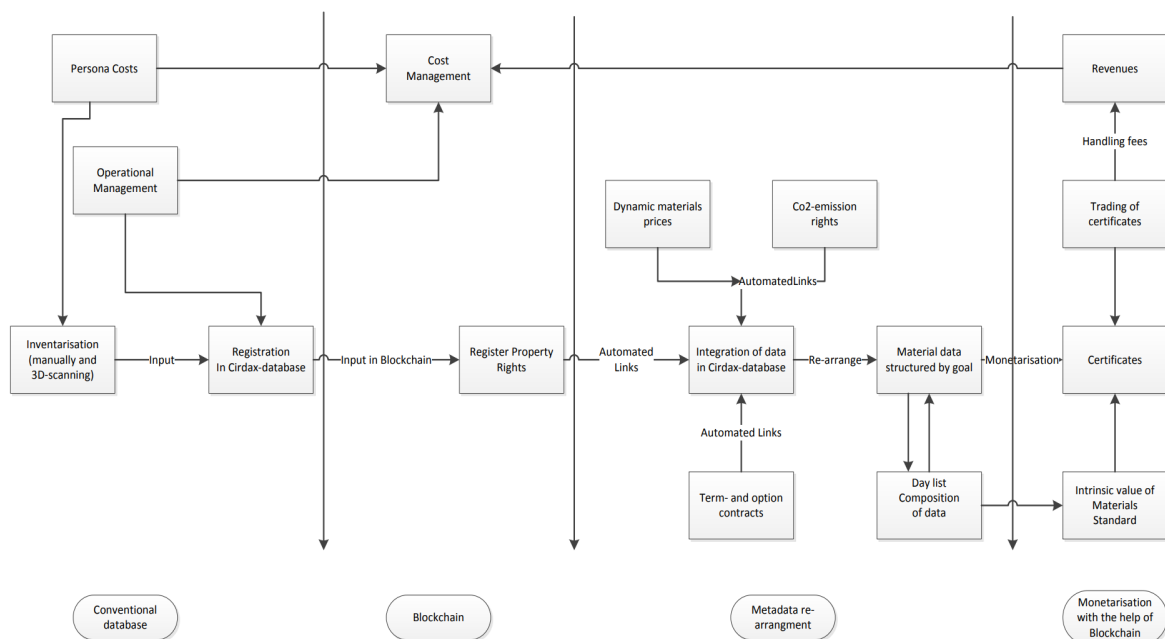 Persona Costs
Cost
Management
Revenues
Handling fees
Operational
Management
Dynamic materials
prices
Co2-emission
rights
Trading of
certificates
AutomatedLinks
Inventarisation
(manually and
3D-scanning)
Input
Registration
In Cirdax-database
Input in Blockchain
Register Property
Rights
Automated
Links
Integration of data
in Cirdax-database
Re-arrange
Material data
structured by goal
Monetarisation
Certificates
Automated Links
Term- and option
contracts
Day list
Composition
of data
Intrinsic value of
Materials
Standard
Conventional
database
Blockchain
Metadata re-
arrangment
Monetarisation
with the help of
Blockchain